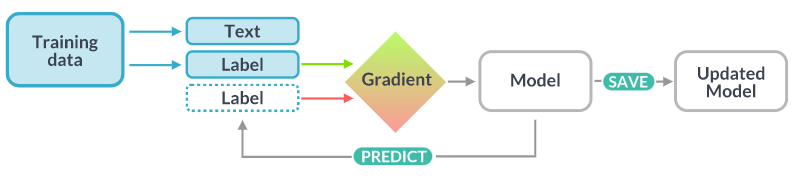 Training
data
Text
Label
Label
Gradient
Model
SAVE
Updated
Model
PREDICT